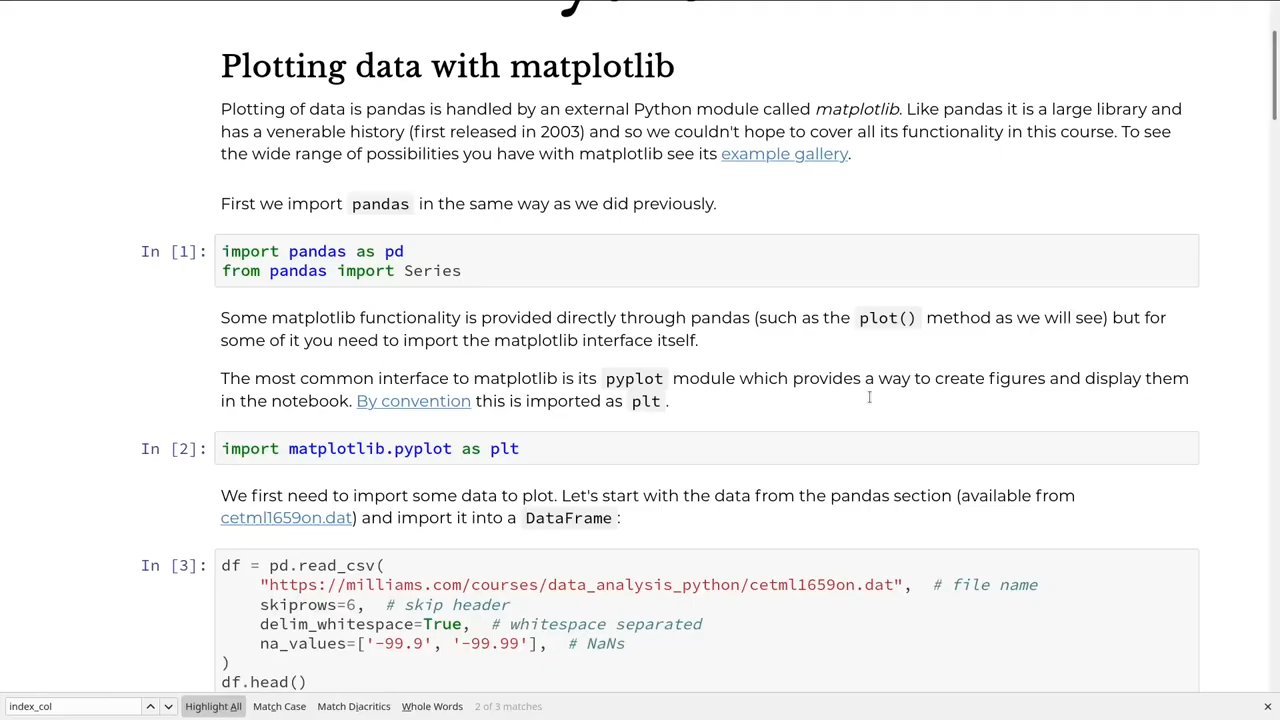 Plotting data with matplotlib
Plotting of data is pandas is handled by an external Python module called matplotlib. Like pandas it is a large library and
has a venerable history (first released in 2003) and so we couldn't hope to cover all its functionality in this course. To see
the wide range of possibilities you have with matplotlib see its example gallery.
First we import pandas in the same way as we did previously.
In [1]: import pandas as pd
from pandas import Series
Some matplotlib functionality is provided directly through pandas (such as the plot() method as we will see) but for
some of it you need to import the matplotlib interface itself.
The most common interface to matplotlib is its pyplot module which provides a way to create figures and display them
in the notebook. By convention this is imported as plt.
In [2]: import matplotlib.pyplot as plt
We first need to import some data to plot. Let's start with the data from the pandas section (available from
cetml1659on.dat) and import it into a DataFrame:
In [3]: df = pd.read_csv(
"https://milliams.com/courses/data_analysis_python/cetml1659on.dat", # file name
skiprows=6, # skip header
delim_whitespace=True, # whitespace separated
na_values=['-99.9', '-99.99'], # NaNs
)
df.head()
index_col Highlight All Match Case Match Diacritics Whole Words 2 of 3 matches